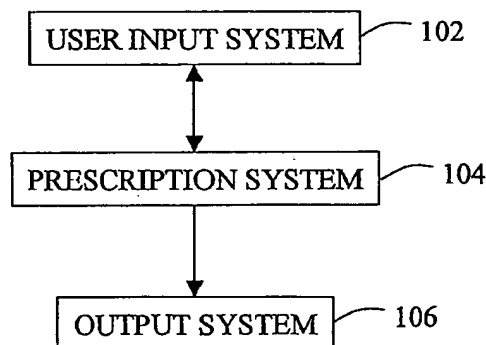 USER INPUT SYSTEM 102
PRESCRIPTION SYSTEM 104
OUTPUT SYSTEM 106